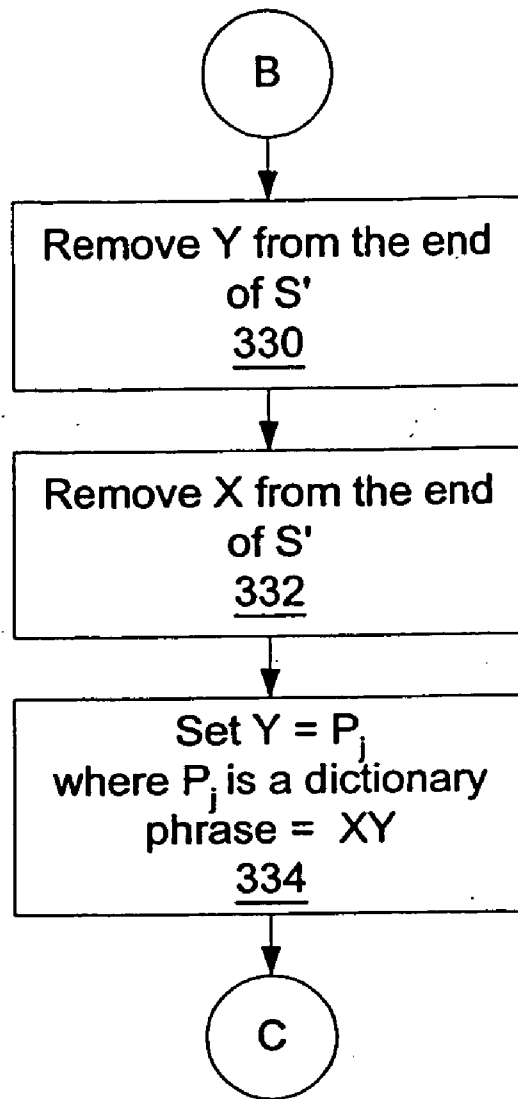 B
Remove Y from the end
of S'
330
Remove X from the end
of S'
332
Set Y = Pj
where Pj is a dictionary
phrase = XY
334
C